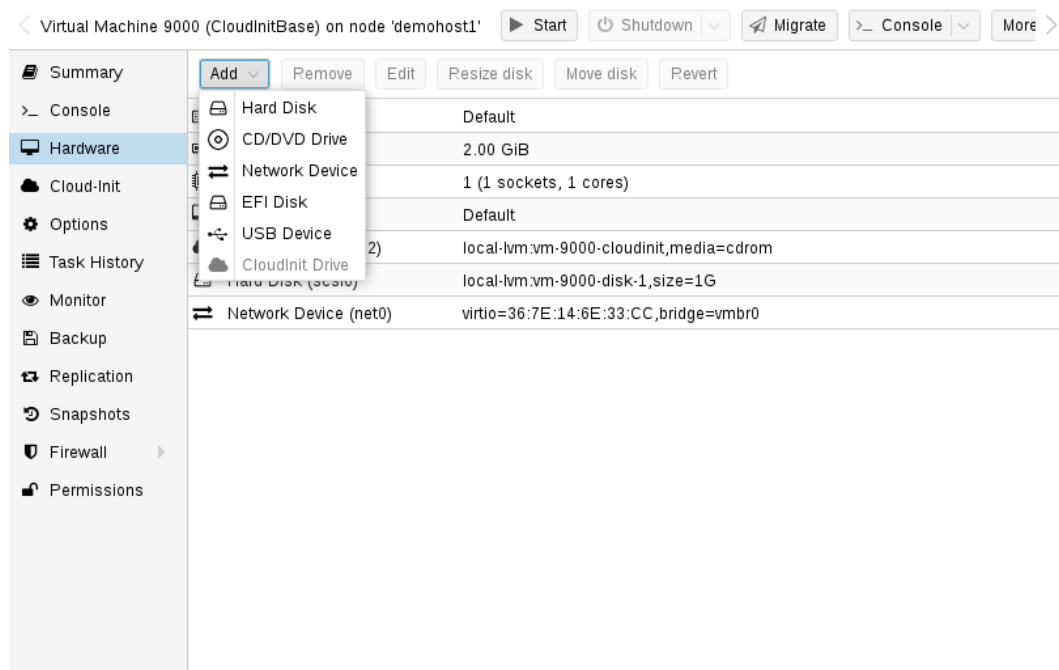 Virtual Machine 9000 (CloudInitBase) on node 'demohost1' Start Shutdown Migrate >_ Console More
Summary
>_ Console
Hardware
Cloud-Init
Options
Task History
Monitor
Backup
Replication
Snapshots
Firewall
Permissions
Add Remove Edit Resize disk Move disk Revert
Hard Disk
CD/DVD Drive
Network Device
EFI Disk
USB Device
CloudInit Drive
Default
2.00 GiB
1 (1 sockets, 1 cores)
Default
2) local-lvm:vm-9000-cloudinit,media=cdrom
Hard Disk (scsi0) local-lvm:vm-9000-disk-1,size=1G
Network Device (net0) virtio=36:7E:14:6E:33:CC,bridge=vmbr0